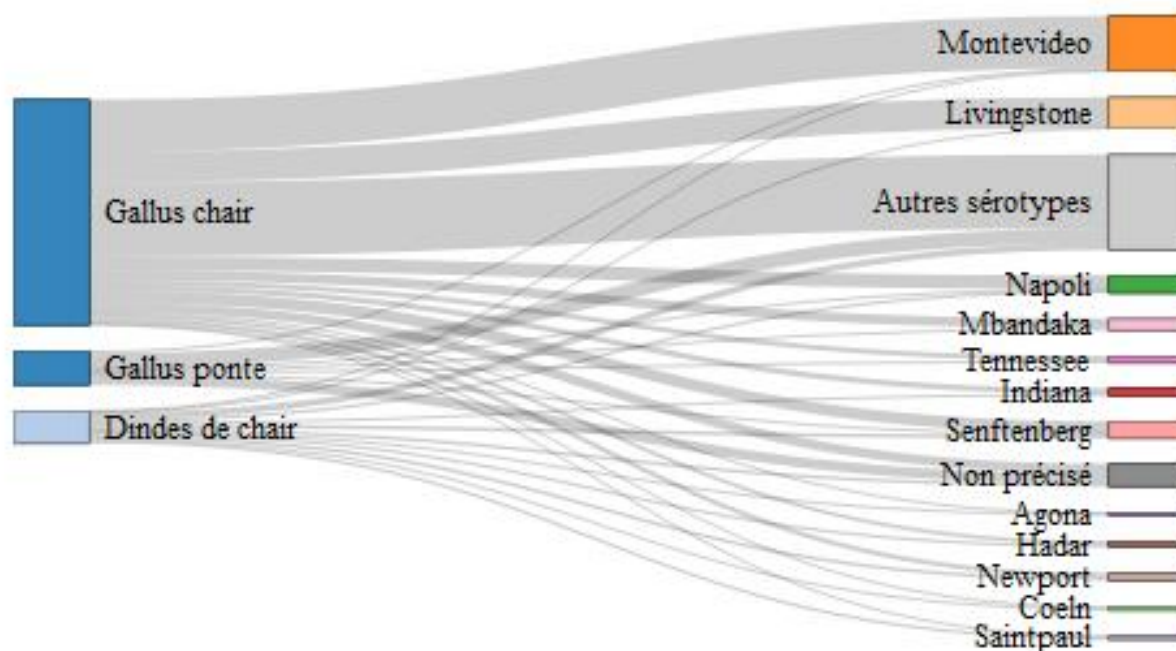 Gallus chair
Gallus ponte
Dindes de chair
Montevideo
Livingstone
Autres sérotypes
Napoli
Mbandaka
Tennessee
Indiana
Senftenberg
Non précisé
Agona
Hadar
Newport
Coeln
Saintpaul